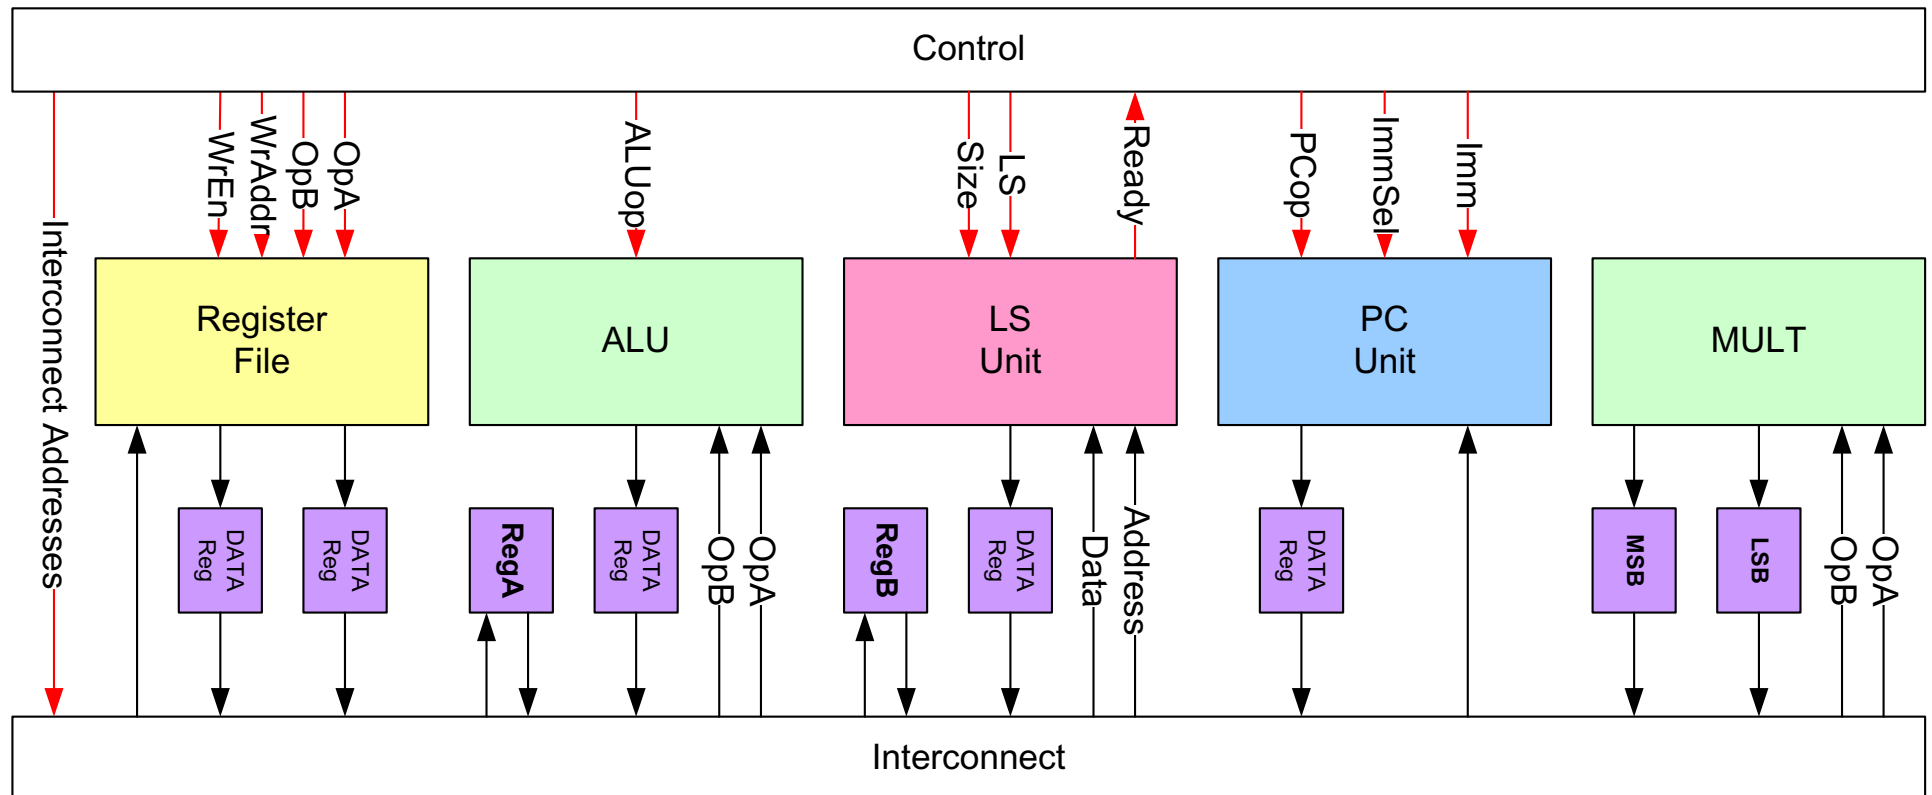 Control
Interconnect Addresses
WrEn
WrAddr
OpB
OpA
ALUop
Size
LS
Ready
PCop
ImmSel
Imm
Register
File
ALU
LS
Unit
PC
Unit
MULT
DATA
Reg
DATA
Reg
RegA
DATA
Reg
OpB
OpA
RegB
DATA
Reg
Data
Address
DATA
Reg
MSB
LSB
OpB
OpA
Interconnect